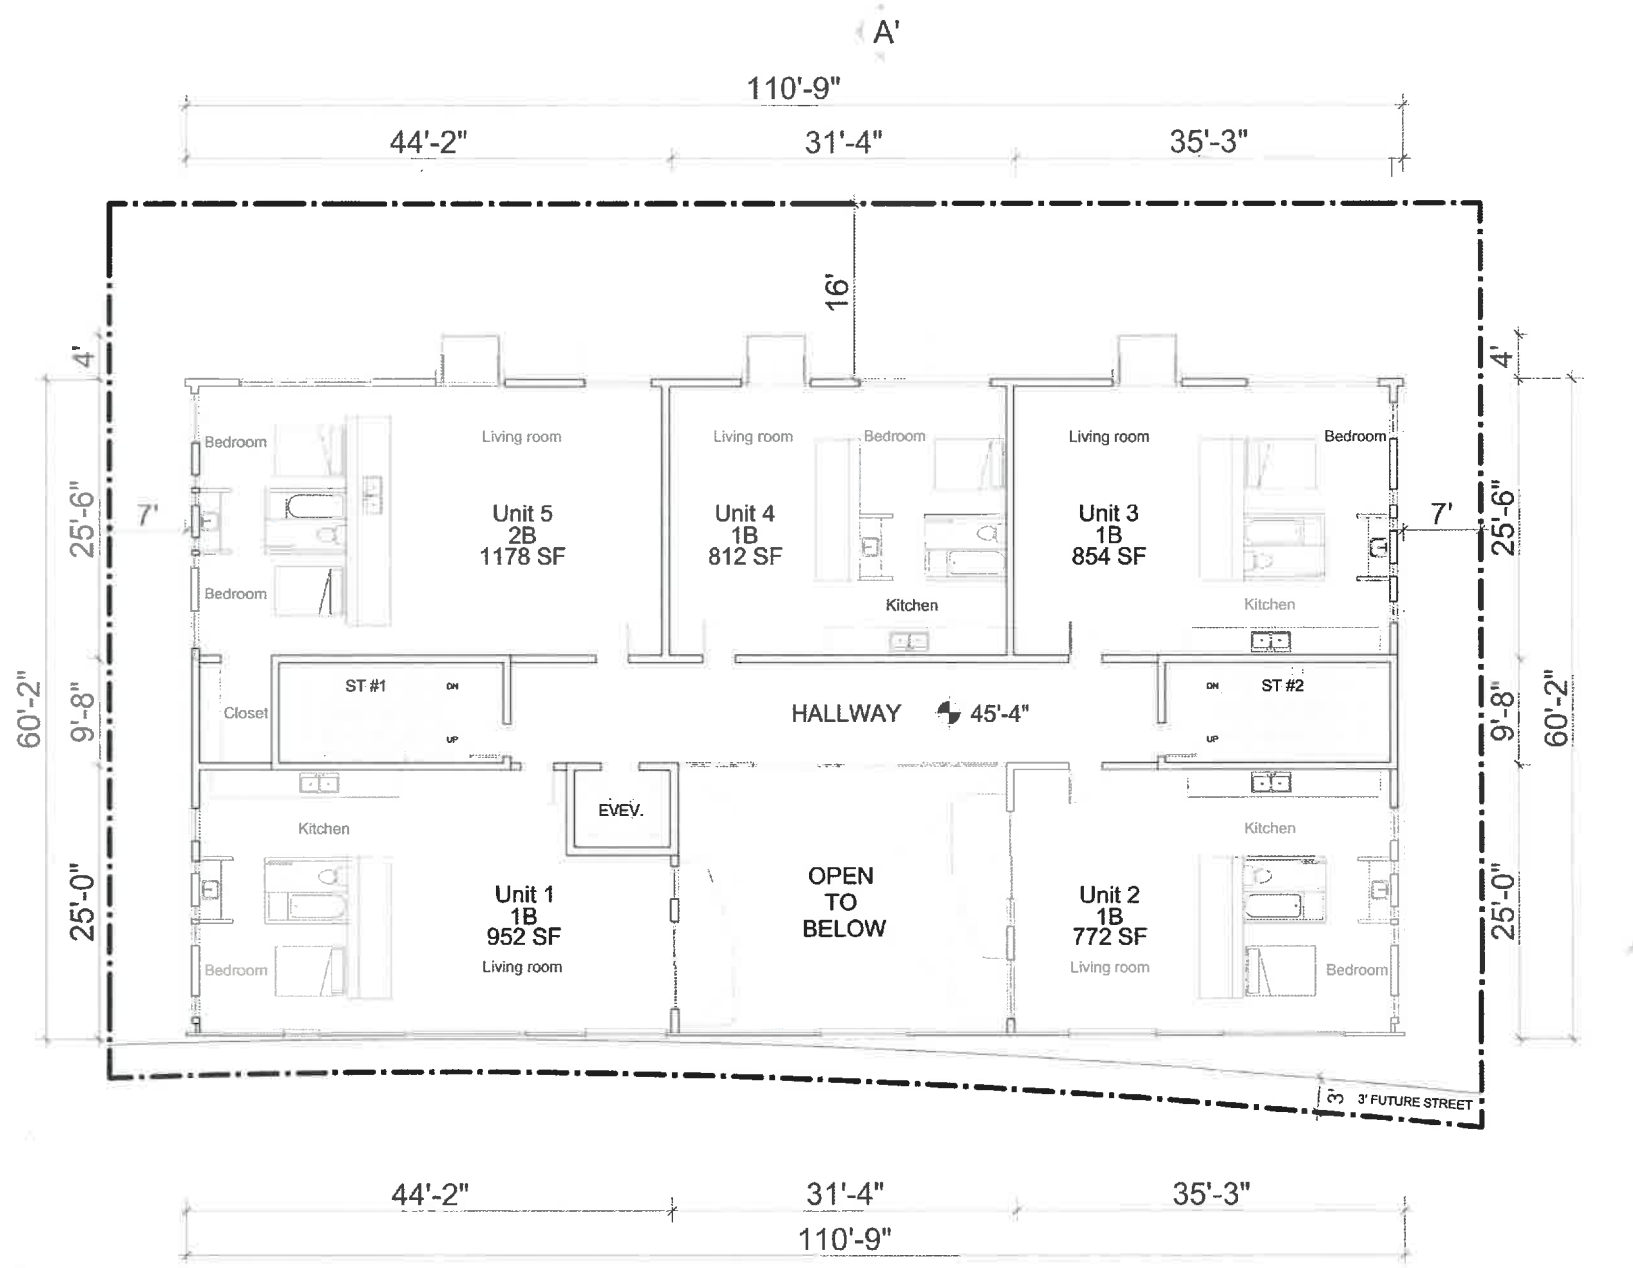 A'
110'-9"
44'-2" 31'-4" 35'-3"
16'
4' 4'
Bedroom Living room Living room Bedroom Living room Bedroom
7' 25'-6" 7' 25'-6"
Unit 5 Unit 4 Unit 3
2B 1B 1B
1178 SF 812 SF 854 SF
Bedroom Kitchen Kitchen
ST #1 DN DN ST #2
60'-2" 9'-8" Closet HALLWAY 45'-4" 9'-8" 60'-2"
UP UP
EVEV.
Kitchen Kitchen
25'-0" 25'-0"
OPEN
TO
BELOW
Unit 1 Unit 2
1B 1B
952 SF 772 SF
Bedroom Living room Living room Bedroom
3' 3' FUTURE STREET
44'-2" 31'-4" 35'-3"
110'-9"